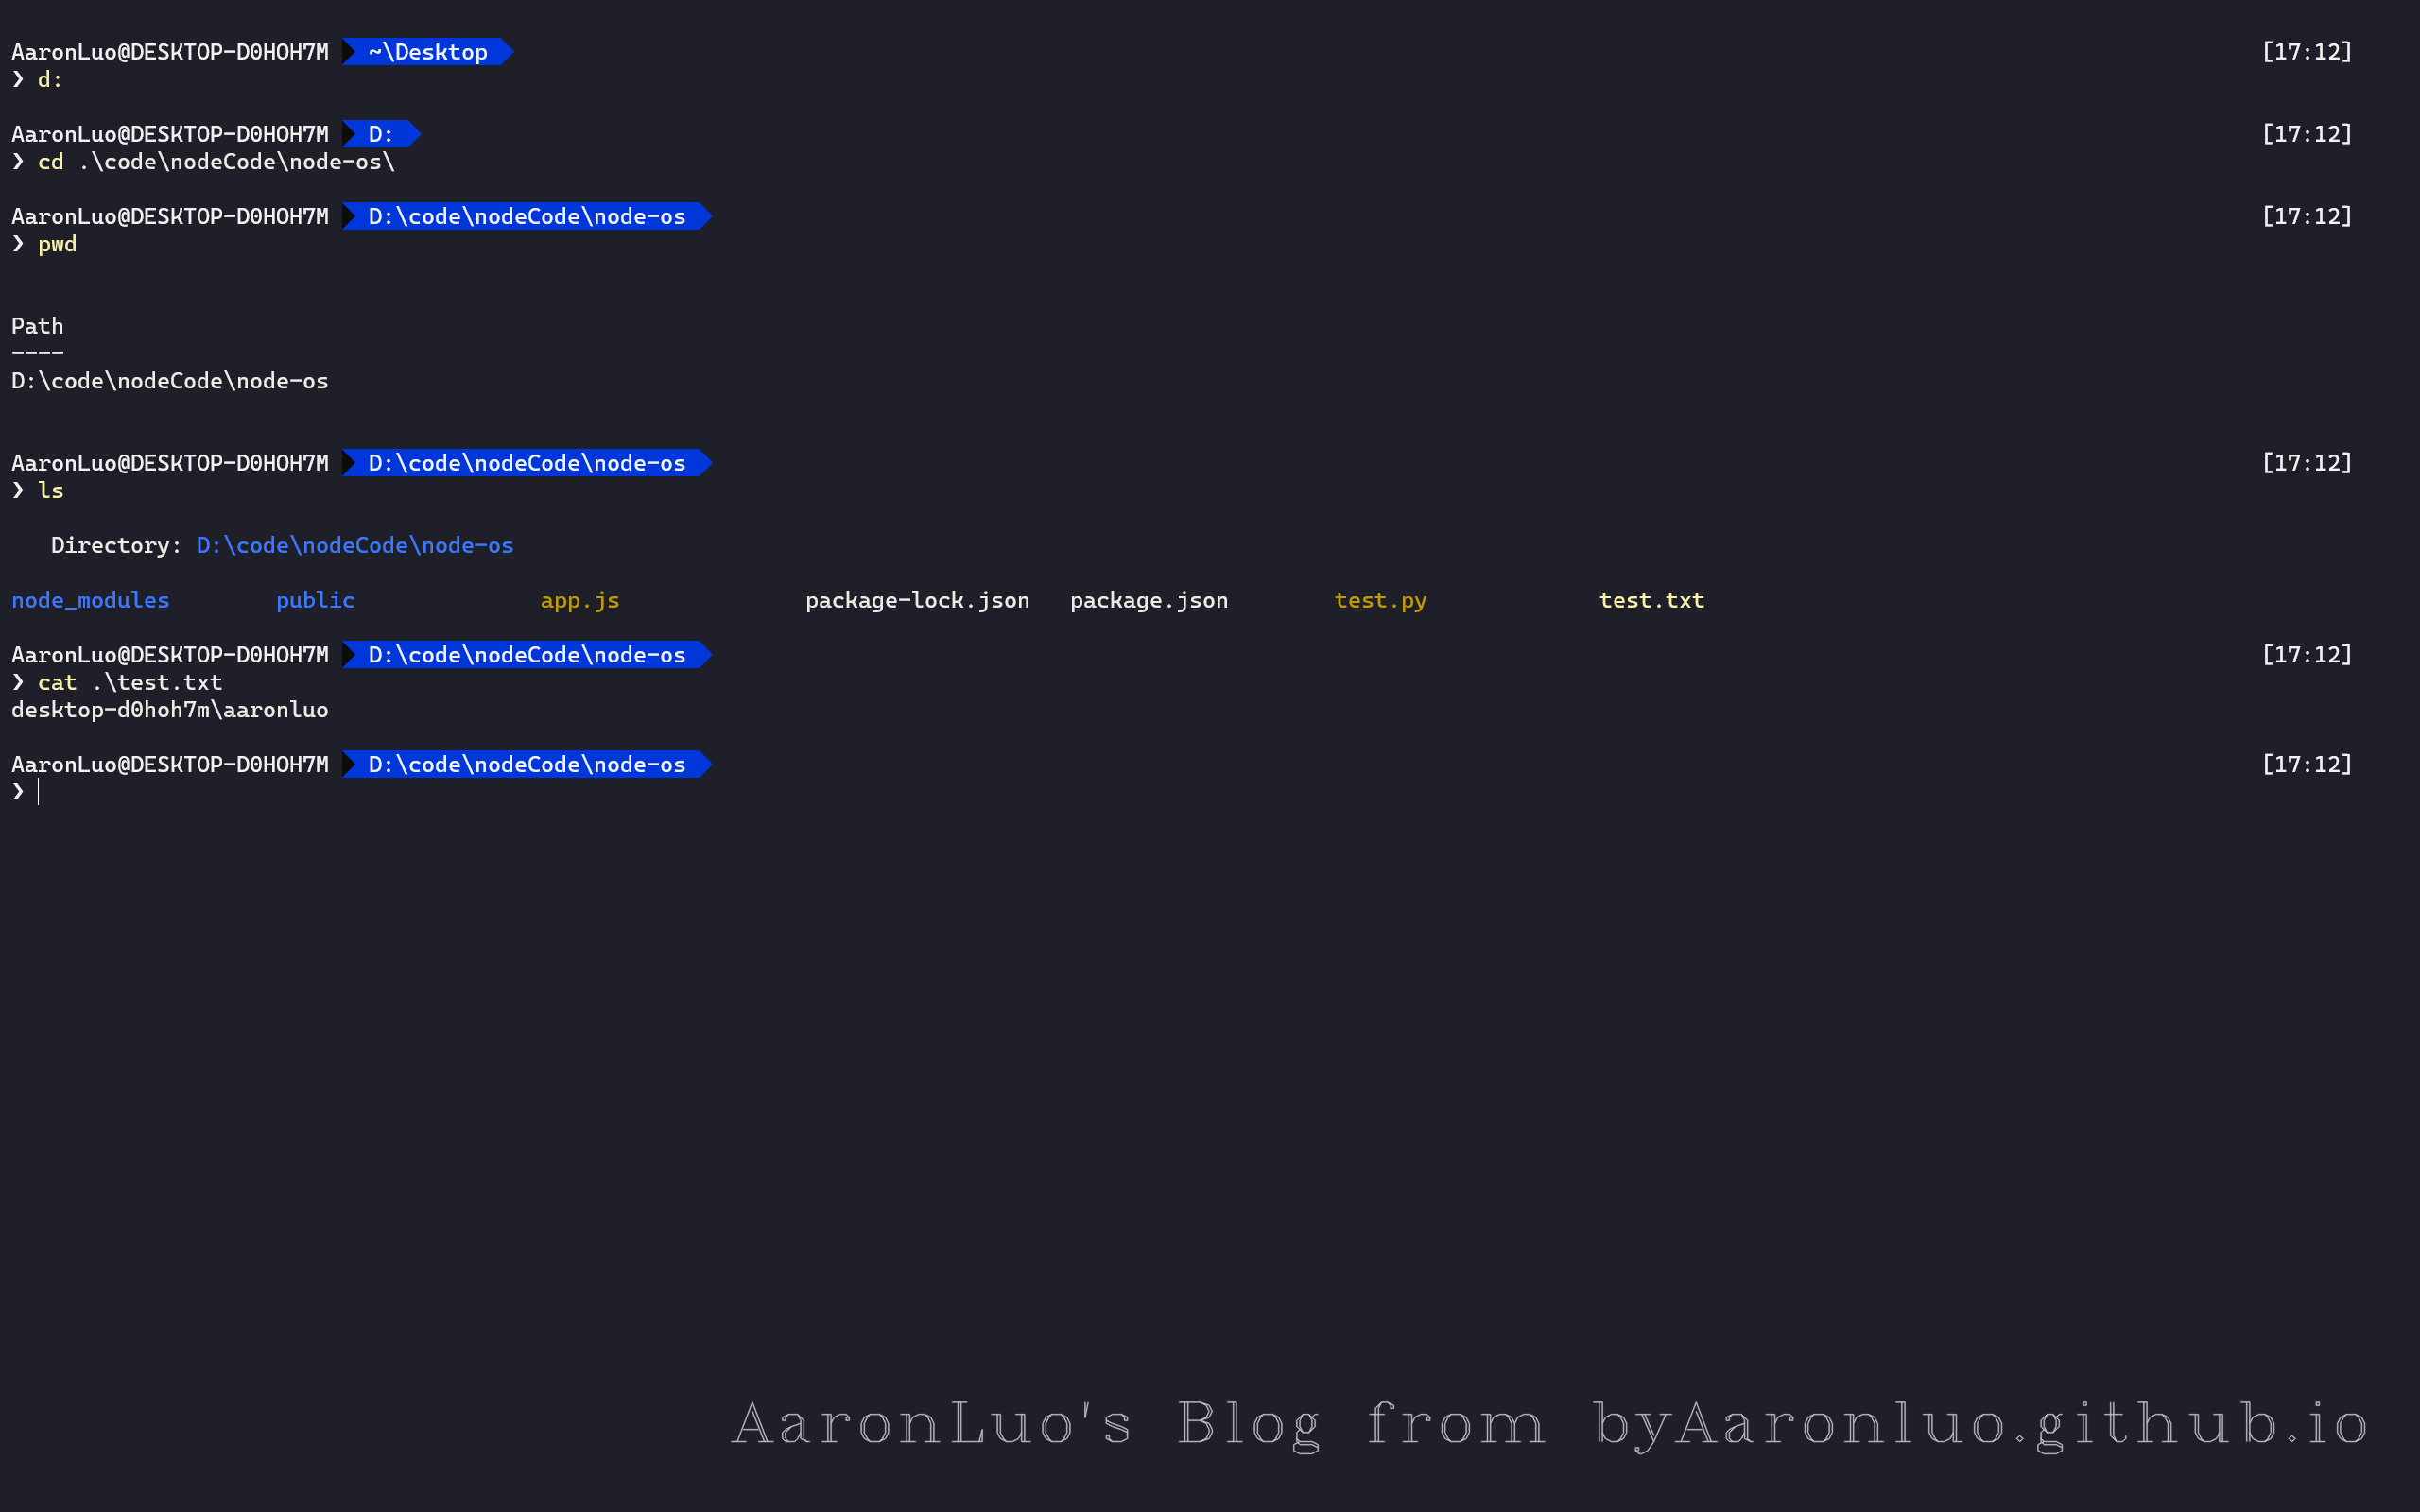 AaronLuo@DESKTOP-D0HOH7M ~\Desktop [17:12]
❯ d:
AaronLuo@DESKTOP-D0HOH7M D: [17:12]
❯ cd .\code\nodeCode\node-os\
AaronLuo@DESKTOP-D0HOH7M D:\code\nodeCode\node-os [17:12]
❯ pwd
Path
----
D:\code\nodeCode\node-os
AaronLuo@DESKTOP-D0HOH7M D:\code\nodeCode\node-os [17:12]
❯ ls
Directory: D:\code\nodeCode\node-os
node_modules public app.js package-lock.json package.json test.py test.txt
AaronLuo@DESKTOP-D0HOH7M D:\code\nodeCode\node-os [17:12]
❯ cat .\test.txt
desktop-d0hoh7m\aaronluo
AaronLuo@DESKTOP-D0HOH7M D:\code\nodeCode\node-os [17:12]
❯
AaronLuo's Blog from byAaronluo.github.io